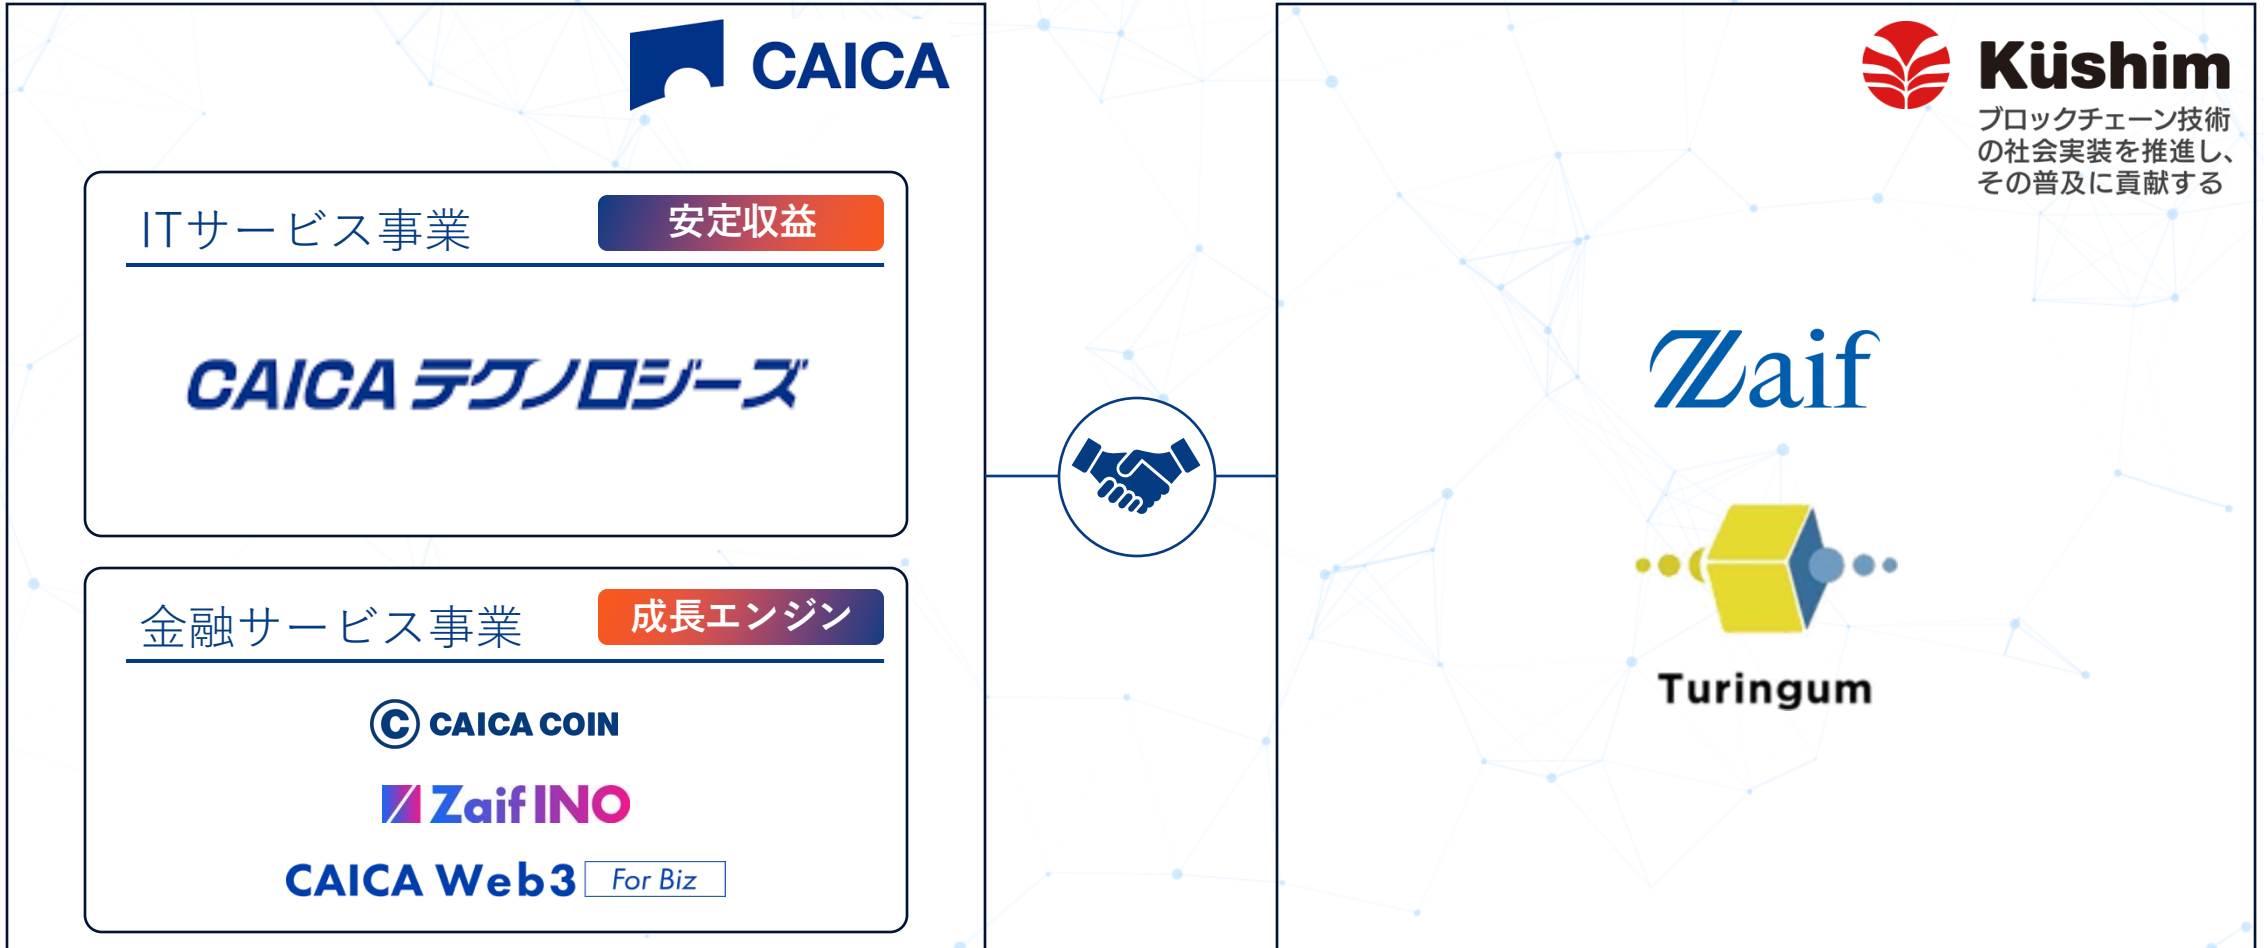 CAICA
ITサービス事業
安定収益
CAICA テクノロジーズ
金融サービス事業
成長エンジン
C CAICA COIN
Zaif INO
CAICA Web3 For Biz
Küshim
ブロックチェーン技術
の社会実装を推進し、
その普及に貢献する
Zaif
Turingum